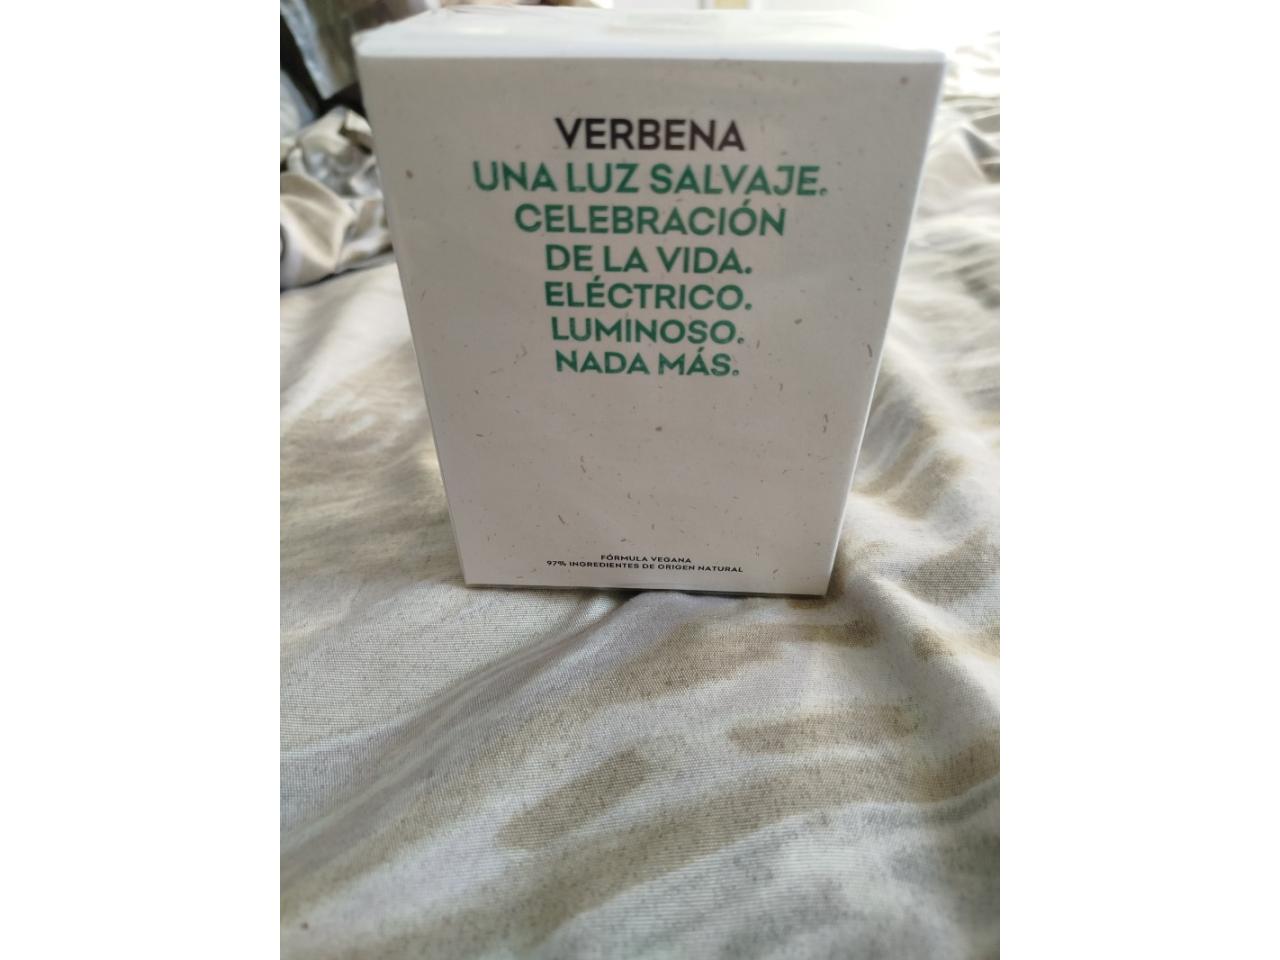 VERBENA
UNA LUZ SALVAJE.
CELEBRACIÓN
DE LA VIDA.
ELÉCTRICO.
LUMINOSO.
NADA MÁS.
FÓRMULA VEGANA
97% INGREDIENTES DE ORIGEN NATURAL